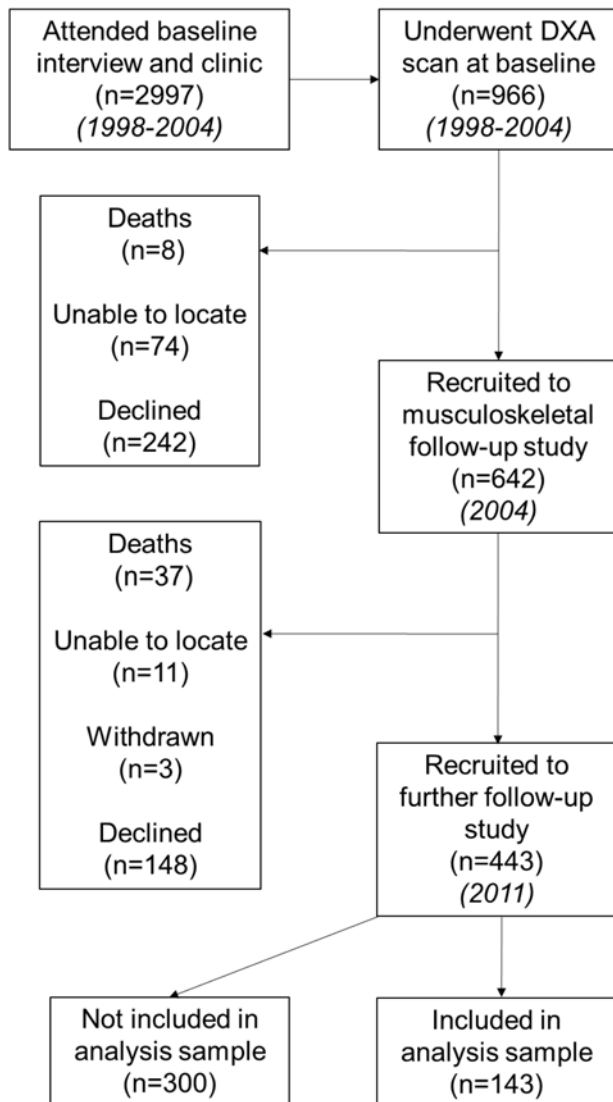 Attended baseline
interview and clinic
(n=2997)
(1998-2004)
Underwent DXA
scan at baseline
(n=966)
(1998-2004)
Deaths
(n=8)
Unable to locate
(n=74)
Declined
(n=242)
Recruited to
musculoskeletal
follow-up study
(n=642)
(2004)
Deaths
(n=37)
Unable to locate
(n=11)
Withdrawn
(n=3)
Declined
(n=148)
Recruited to
further follow-up
study
(n=443)
(2011)
Not included in
analysis sample
(n=300)
Included in
analysis sample
(n=143)